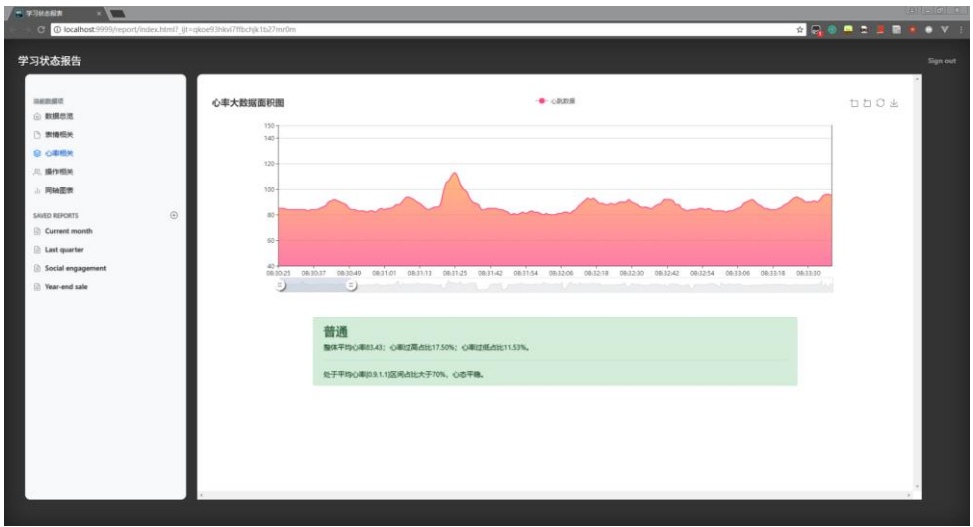 学习状态报表
localhost:9999/report/index.html?_ijt=qkoe93hkvi7ffbchjk1b27mr0m
学习状态报告
Sign out
当前数据项
数据总览
表情相关
心率相关
操作相关
同轴图表
SAVED REPORTS
Current month
Last quarter
Social engagement
Year-end sale
心率大数据面积图
心跳数据
150
140
120
100
80
60
40
08:30:25 08:30:37 08:30:49 08:31:01 08:31:13 08:31:25 08:31:42 08:31:54 08:32:06 08:32:18 08:32:30 08:32:42 08:32:54 08:33:06 08:33:18 08:33:30
普通
整体平均心率83.43；心率过高占比17.50%；心率过低占比11.53%。
处于平均心率[0.9,1.1]区间占比大于70%，心态平稳。